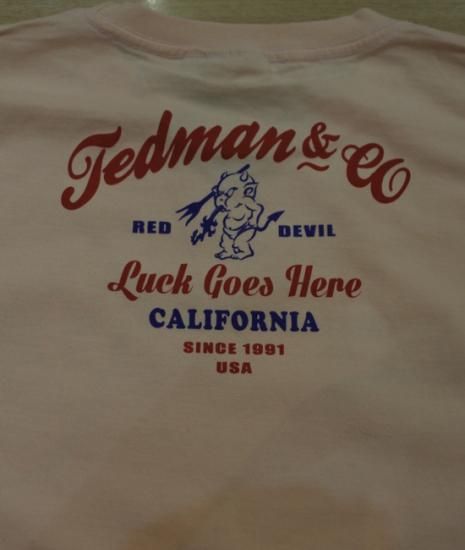 Tedman & CO
RED DEVIL
Luck Goes Here
CALIFORNIA
SINCE 1991
USA